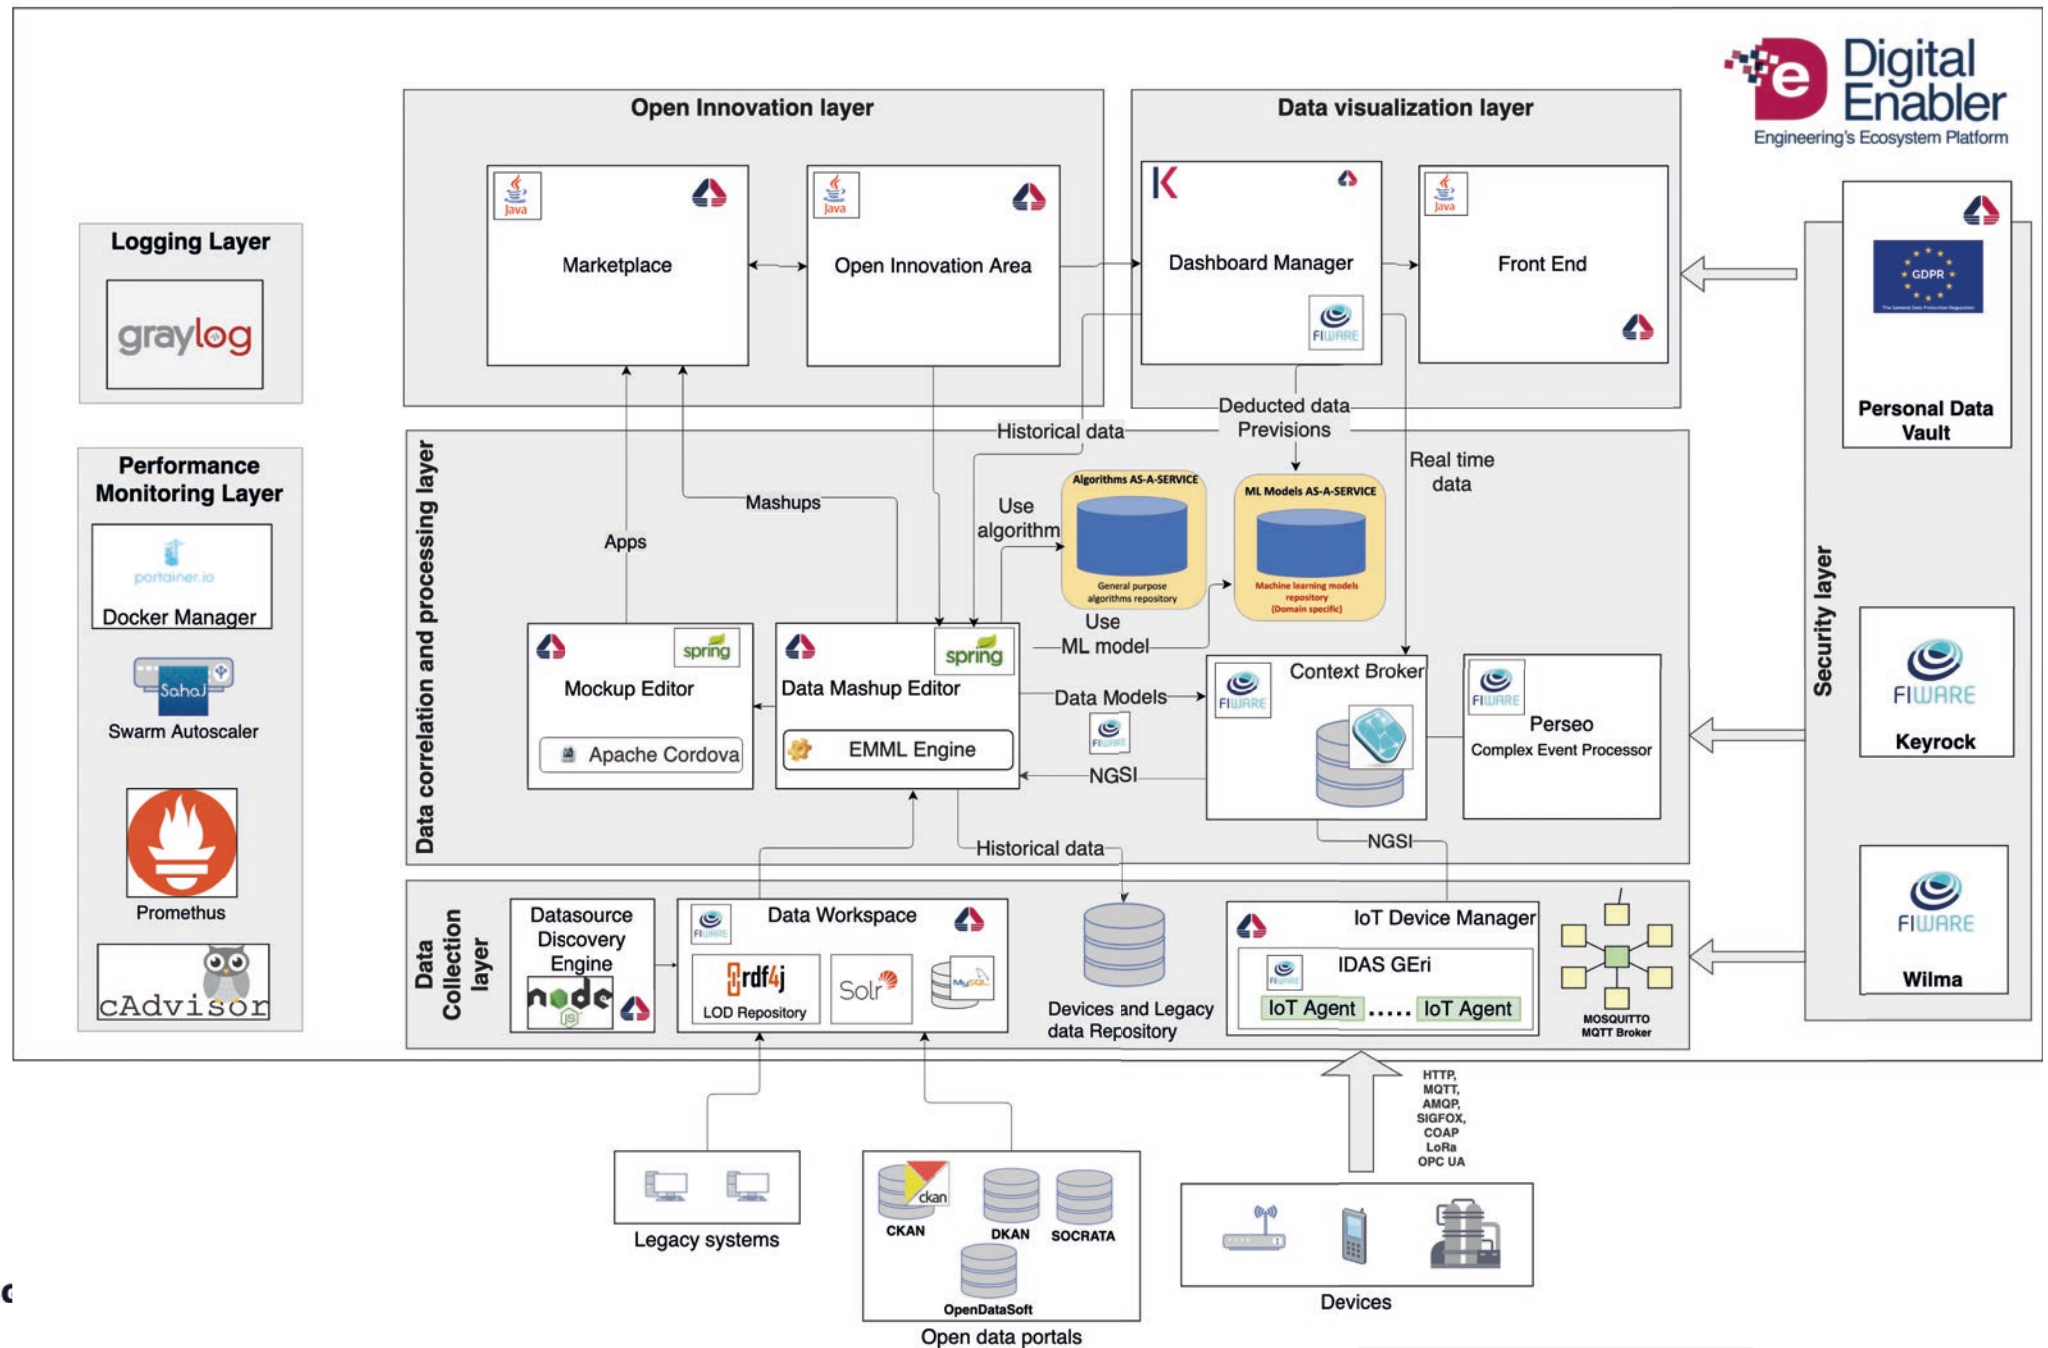 Digital
Enabler
Engineering's Ecosystem Platform
Open Innovation layer
Data visualization layer
Java
Marketplace
Java
Open Innovation Area
Dashboard Manager
FIWARE
Java
Front End
Logging Layer
graylog
Performance
Monitoring Layer
portainer.io
Docker Manager
Sahaj
Swarm Autoscaler
Promethus
cAdvisor
GDPR
The General Data Protection Regulation
Personal Data
Vault
Security layer
FIWARE
Keyrock
FIWARE
Wilma
Deducted data
Previsions
Historical data
Real time
data
Data correlation and processing layer
Mashups
Apps
Use
algorithm
Algorithms AS-A-SERVICE
General purpose
algorithms repository
ML Models AS-A-SERVICE
Machine learning models
repository
(Domain specific)
Use
ML model
spring
Mockup Editor
Apache Cordova
spring
Data Mashup Editor
EMML Engine
Data Models
FIWARE
NGSI
Context Broker
FIWARE
FIWARE
Perseo
Complex Event Processor
Historical data
NGSI
Data
Collection
layer
Datasource
Discovery
Engine
node
JS
Data Workspace
FIWARE
rdf4j
LOD Repository
Solr
MySQL
Devices and Legacy
data Repository
IoT Device Manager
FIWARE
IDAS GEri
IoT Agent ..... IoT Agent
MOSQUITTO
MQTT Broker
HTTP,
MQTT,
AMQP,
SIGFOX,
COAP
LoRa
OPC UA
Legacy systems
ckan
CKAN
DKAN
SOCRATA
OpenDataSoft
Open data portals
Devices